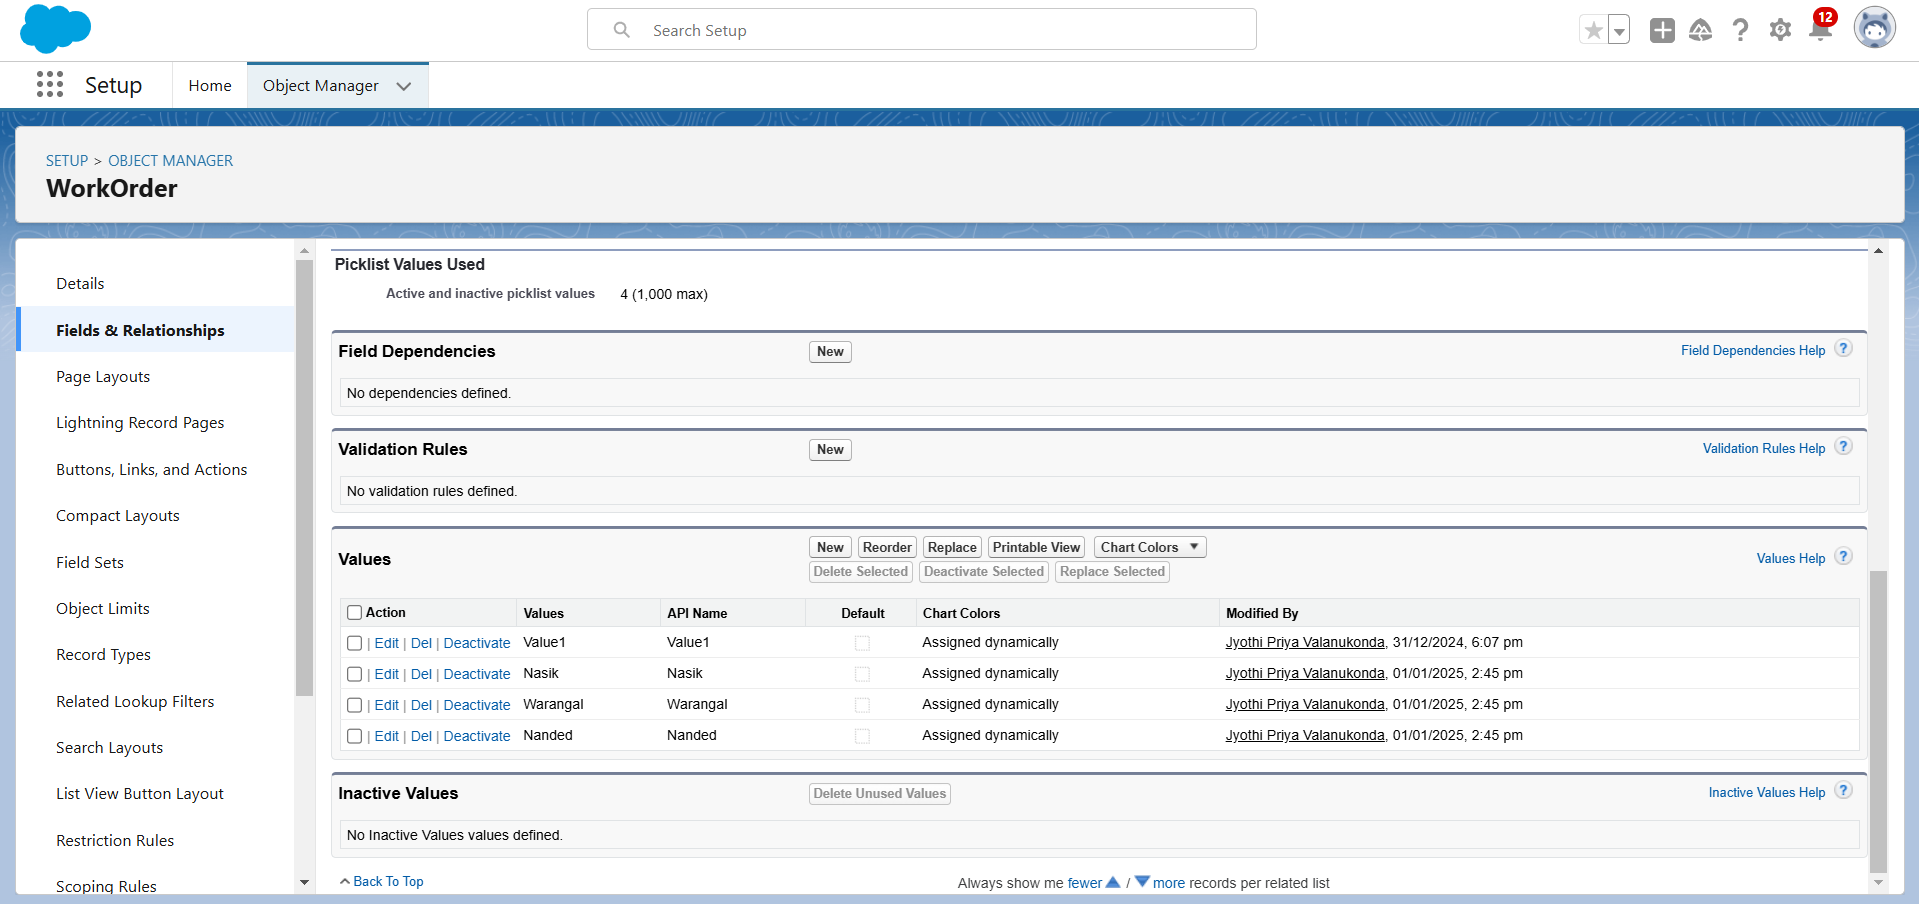 Search Setup
12
Setup
Home
Object Manager
SETUP > OBJECT MANAGER
WorkOrder
Details
Fields & Relationships
Page Layouts
Lightning Record Pages
Buttons, Links, and Actions
Compact Layouts
Field Sets
Object Limits
Record Types
Related Lookup Filters
Search Layouts
List View Button Layout
Restriction Rules
Scoping Rules
Picklist Values Used
Active and inactive picklist values 4 (1,000 max)
Field Dependencies New Field Dependencies Help ?
No dependencies defined.
Validation Rules New Validation Rules Help ?
No validation rules defined.
Values New Reorder Replace Printable View Chart Colors Values Help ?
Delete Selected Deactivate Selected Replace Selected
Action Values API Name Default Chart Colors Modified By
| Edit | Del | Deactivate Value1 Value1 Assigned dynamically Jyothi Priya Valanukonda, 31/12/2024, 6:07 pm
| Edit | Del | Deactivate Nasik Nasik Assigned dynamically Jyothi Priya Valanukonda, 01/01/2025, 2:45 pm
| Edit | Del | Deactivate Warangal Warangal Assigned dynamically Jyothi Priya Valanukonda, 01/01/2025, 2:45 pm
| Edit | Del | Deactivate Nanded Nanded Assigned dynamically Jyothi Priya Valanukonda, 01/01/2025, 2:45 pm
Inactive Values Delete Unused Values Inactive Values Help ?
No Inactive Values values defined.
Back To Top
Always show me fewer / more records per related list